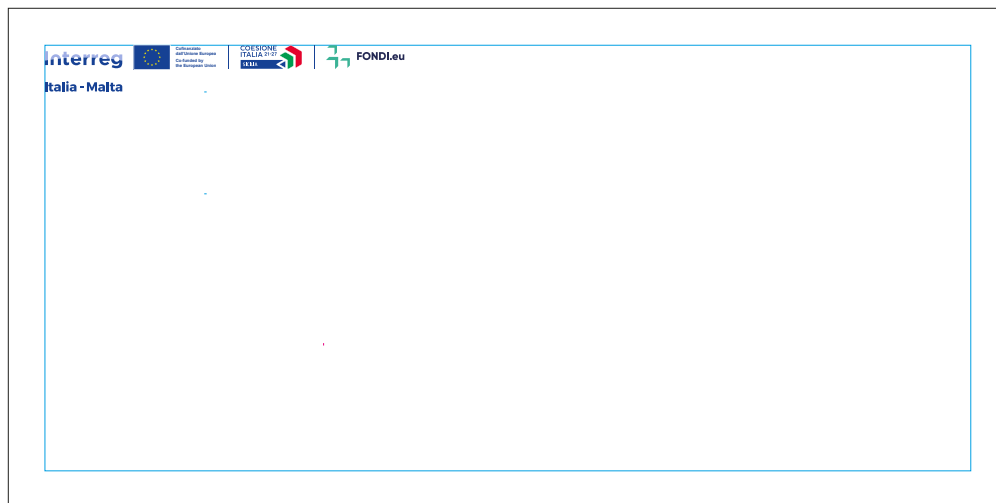 Interreg
Cofinanziato
dall'Unione Europea
Co-funded by
the European Union
COESIONE
ITALIA 21-27
SICILIA
FONDI.eu
Italia - Malta